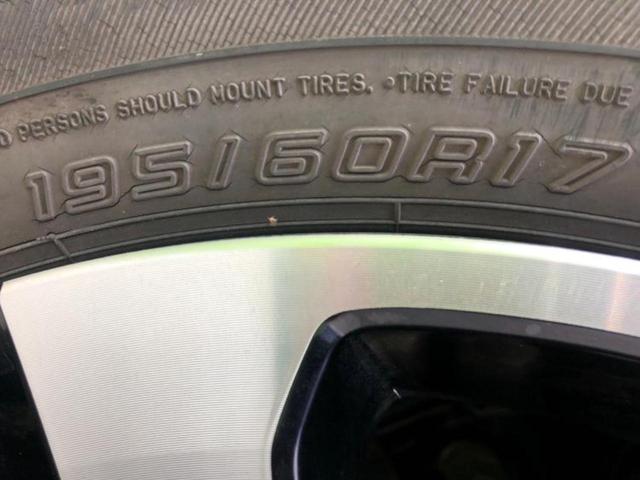 PERSONS SHOULD MOUNT TIRES. •TIRE FAILURE DUE
195/60R17